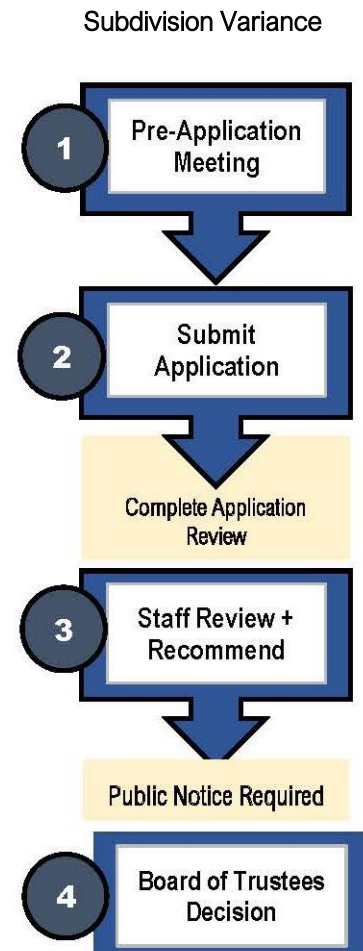 Subdivision Variance
1
Pre-Application
Meeting
2
Submit
Application
Complete Application
Review
3
Staff Review +
Recommend
Public Notice Required
4
Board of Trustees
Decision